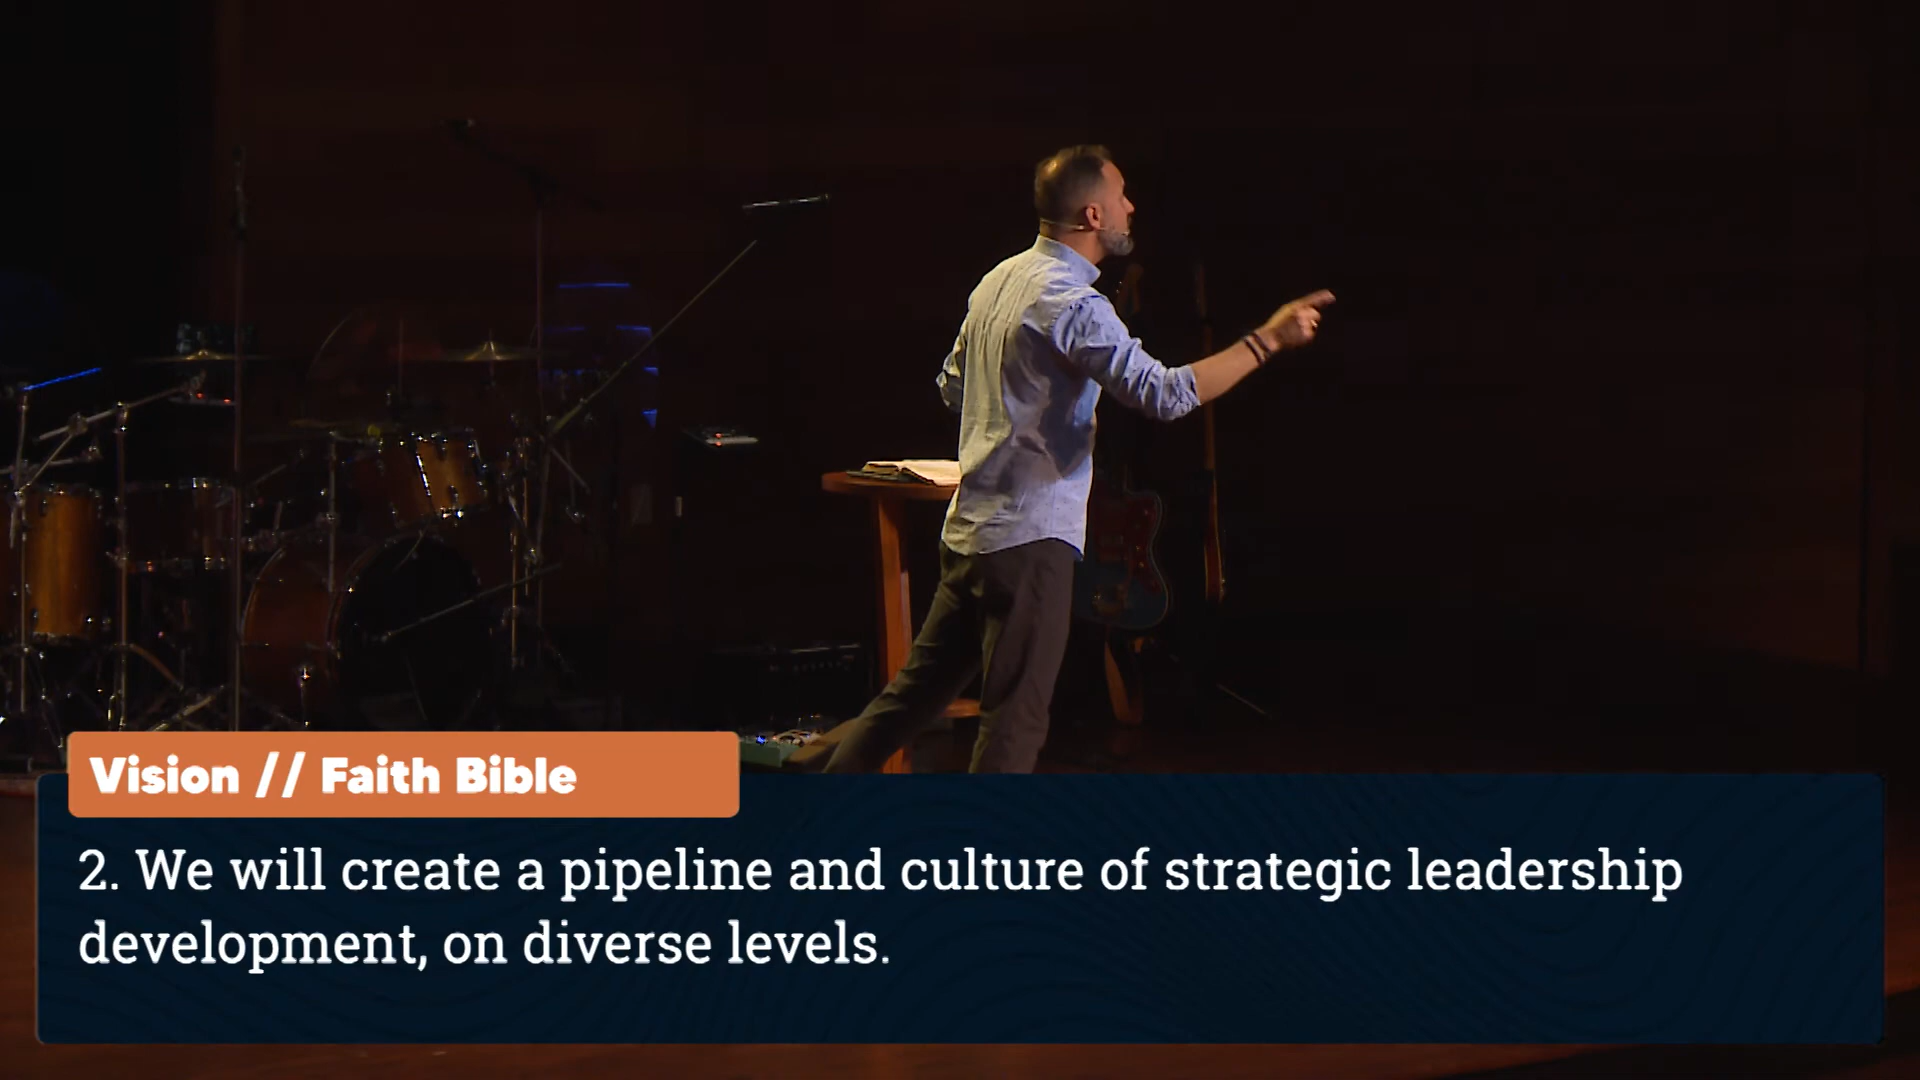 Vision // Faith Bible
2. We will create a pipeline and culture of strategic leadership
development, on diverse levels.